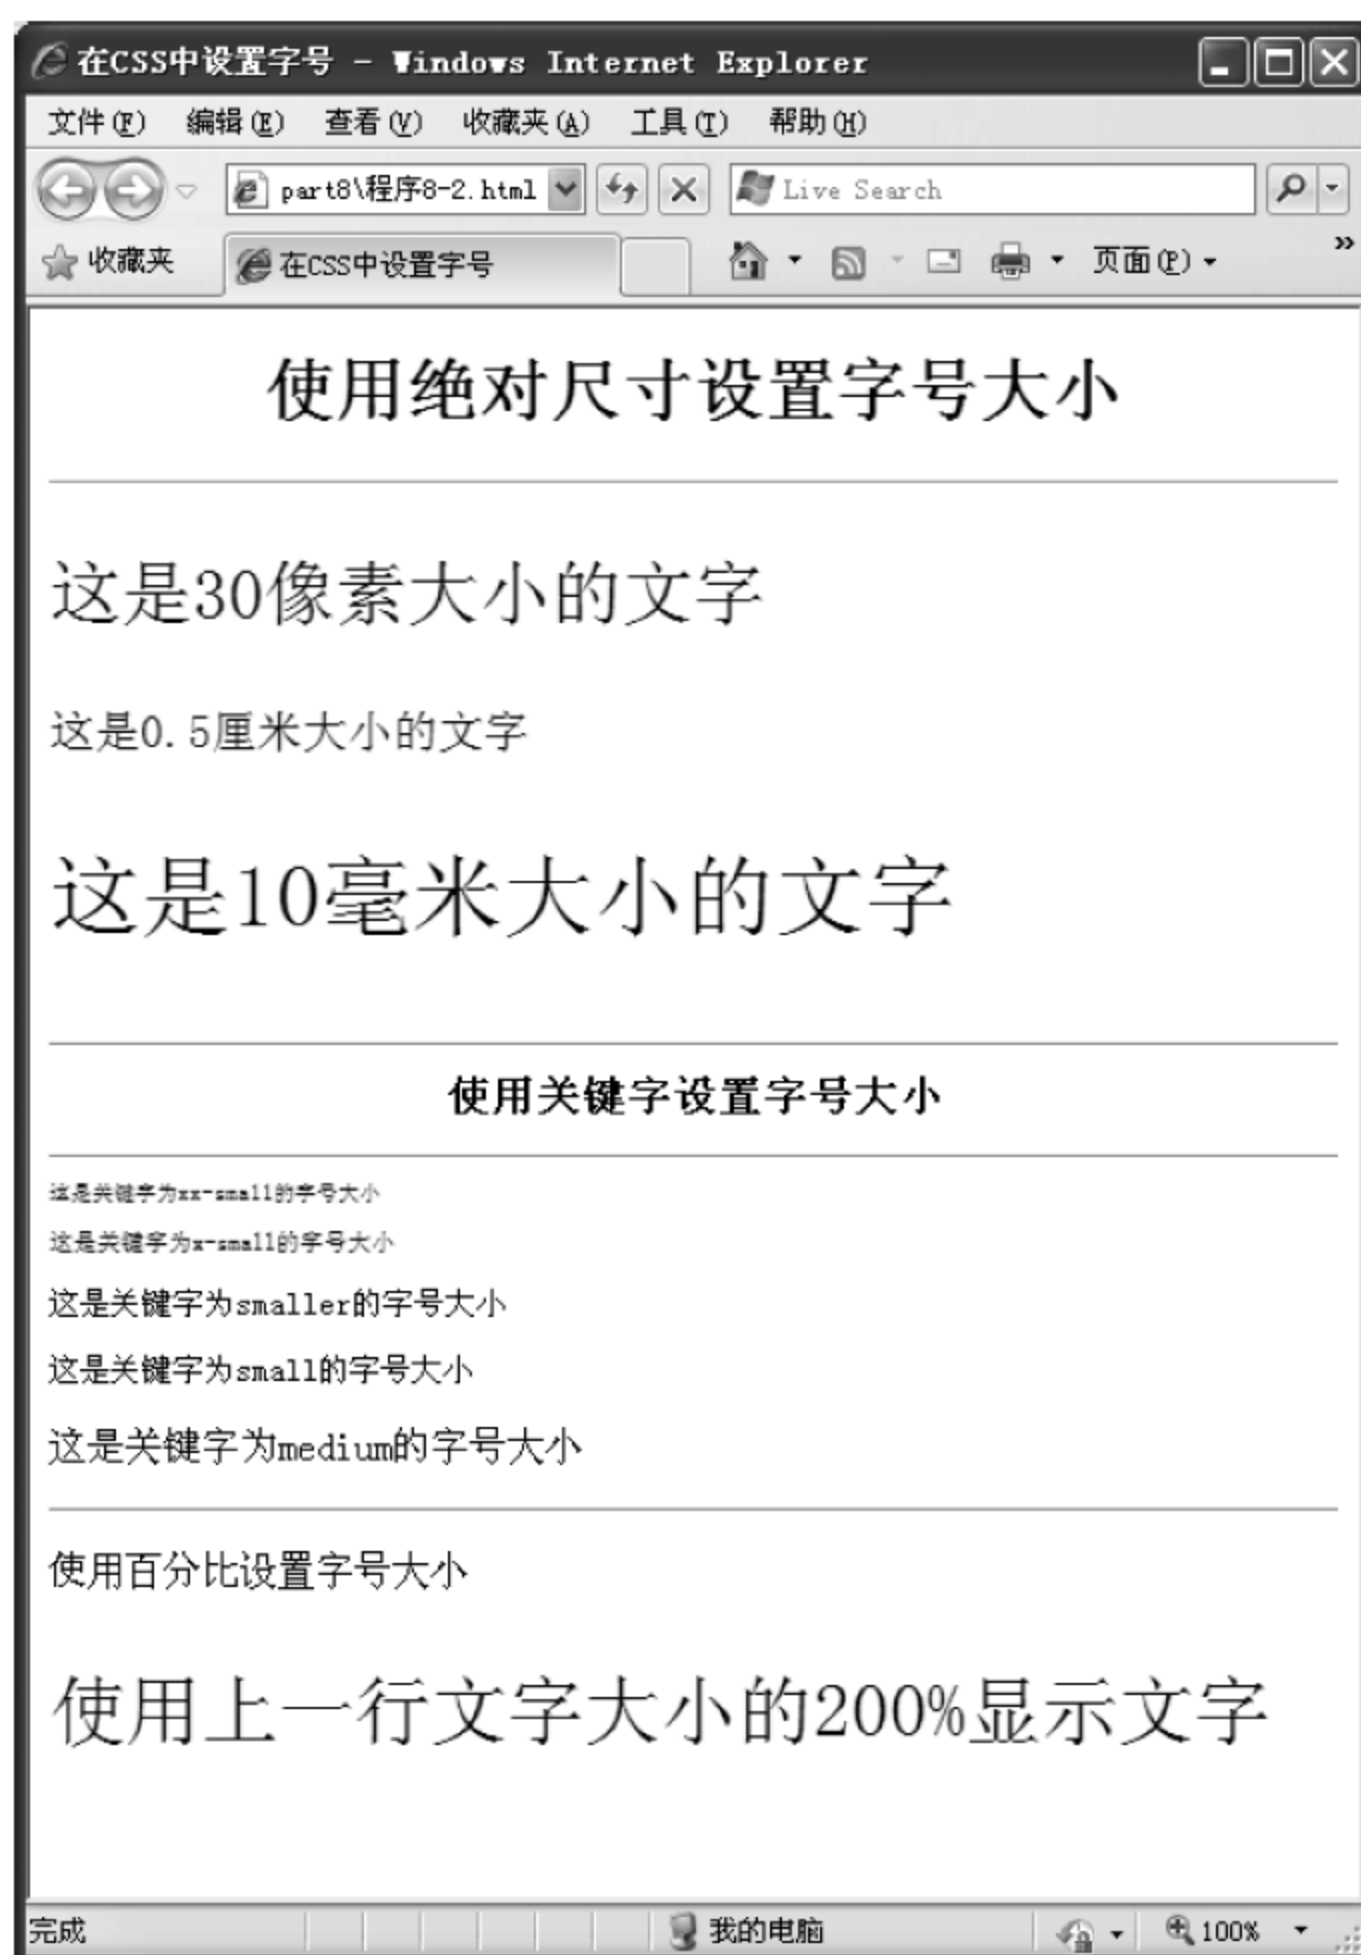 在CSS中设置字号 - Windows Internet Explorer
文件(F) 编辑(E) 查看(V) 收藏夹(A) 工具(T) 帮助(H)
part8\程序8-2.html Live Search
收藏夹 在CSS中设置字号 页面(P)
使用绝对尺寸设置字号大小
这是30像素大小的文字
这是0.5厘米大小的文字
这是10毫米大小的文字
使用关键字设置字号大小
这是关键字为xx-small的字号大小
这是关键字为x-small的字号大小
这是关键字为smaller的字号大小
这是关键字为small的字号大小
这是关键字为medium的字号大小
使用百分比设置字号大小
使用上一行文字大小的200%显示文字
完成 我的电脑 100%